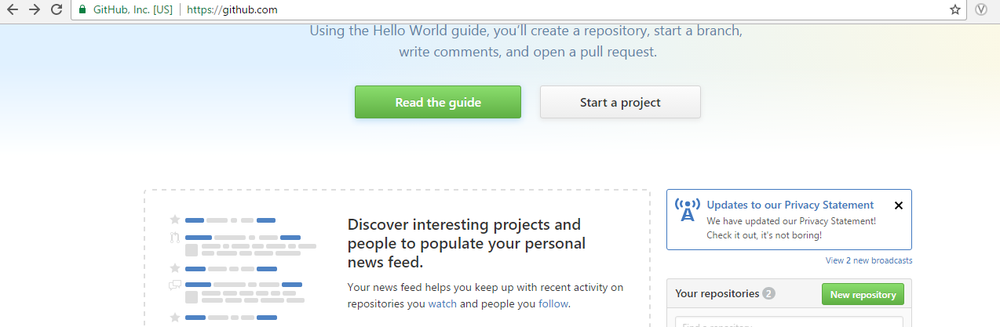 GitHub, Inc. [US] | https://github.com
Using the Hello World guide, you’ll create a repository, start a branch,
write comments, and open a pull request.
Read the guide
Start a project
Discover interesting projects and
people to populate your personal
news feed.
Your news feed helps you keep up with recent activity on
repositories you watch and people you follow.
Updates to our Privacy Statement
We have updated our Privacy Statement!
Check it out, it's not boring!
View 2 new broadcasts
Your repositories 2
New repository
Find a repository